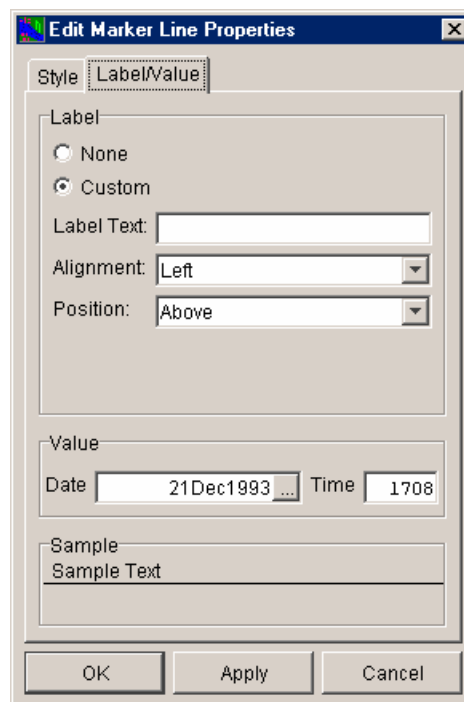 Edit Marker Line Properties
Style Label/Value
Label
None
Custom
Label Text:
Alignment: Left
Position: Above
Value
Date 21Dec1993 ... Time 1708
Sample
Sample Text
OK Apply Cancel